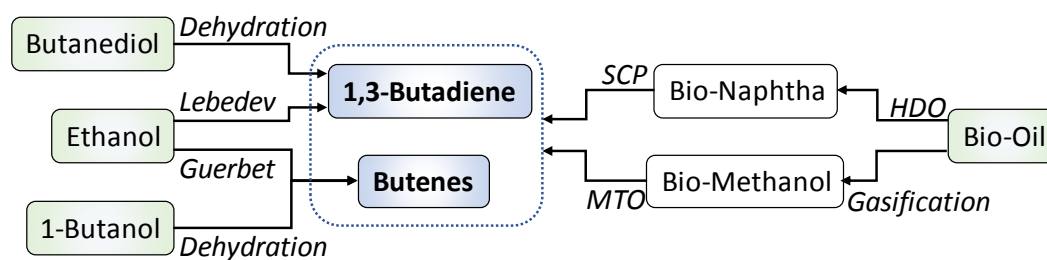 Butanediol
Dehydration
Ethanol
Lebedev
Guerbet
1-Butanol
Dehydration
1,3-Butadiene
Butenes
SCP
MTO
Bio-Naphtha
Bio-Methanol
HDO
Gasification
Bio-Oil